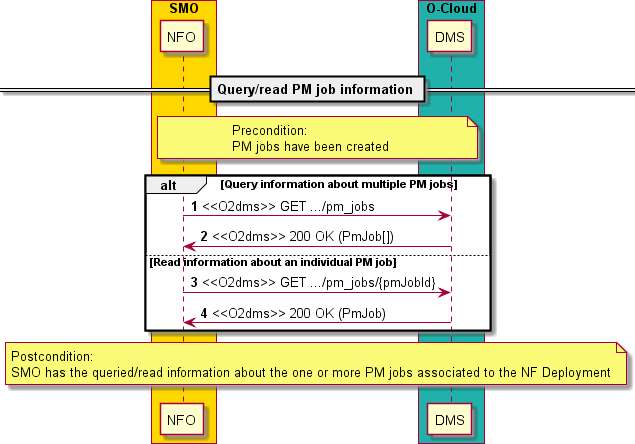 SMO
O-Cloud
NFO
DMS
Query/read PM job information
Precondition:
PM jobs have been created
alt
[Query information about multiple PM jobs]
1 <<O2dms>> GET .../pm_jobs
2 <<O2dms>> 200 OK (PmJob[])
[Read information about an individual PM job]
3 <<O2dms>> GET .../pm_jobs/{pmJobId}
4 <<O2dms>> 200 OK (PmJob)
Postcondition:
SMO has the queried/read information about the one or more PM jobs associated to the NF Deployment
NFO
DMS